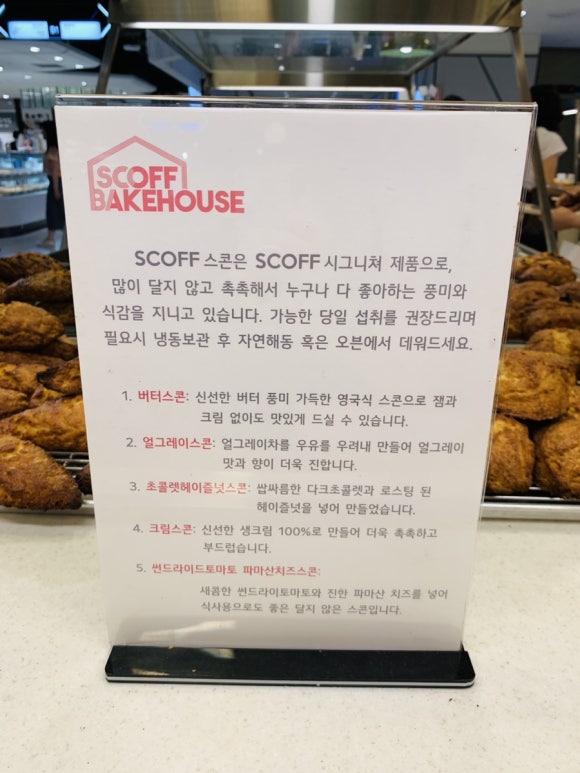 SCOFF
BAKEHOUSE
SCOFF 스콘은 SCOFF 시그니쳐 제품으로,
많이 달지 않고 촉촉해서 누구나 다 좋아하는 풍미와
식감을 지니고 있습니다. 가능한 당일 섭취를 권장드리며
필요시 냉동보관 후 자연해동 혹은 오븐에서 데워드세요.
1. 버터스콘: 신선한 버터 풍미 가득한 영국식 스콘으로 잼과
크림 없이도 맛있게 드실 수 있습니다.
2. 얼그레이스콘: 얼그레이차를 우유를 우려내 만들어 얼그레이
맛과 향이 더욱 진합니다.
3. 초콜렛헤이즐넛스콘: 쌉싸름한 다크초콜렛과 로스팅 된
헤이즐넛을 넣어 만들었습니다.
4. 크림스콘: 신선한 생크림 100%로 만들어 더욱 촉촉하고
부드럽습니다.
5. 썬드라이드토마토 파마산치즈스콘:
새콤한 썬드라이토마토와 진한 파마산 치즈를 넣어
식사용으로도 좋은 달지 않은 스콘입니다.